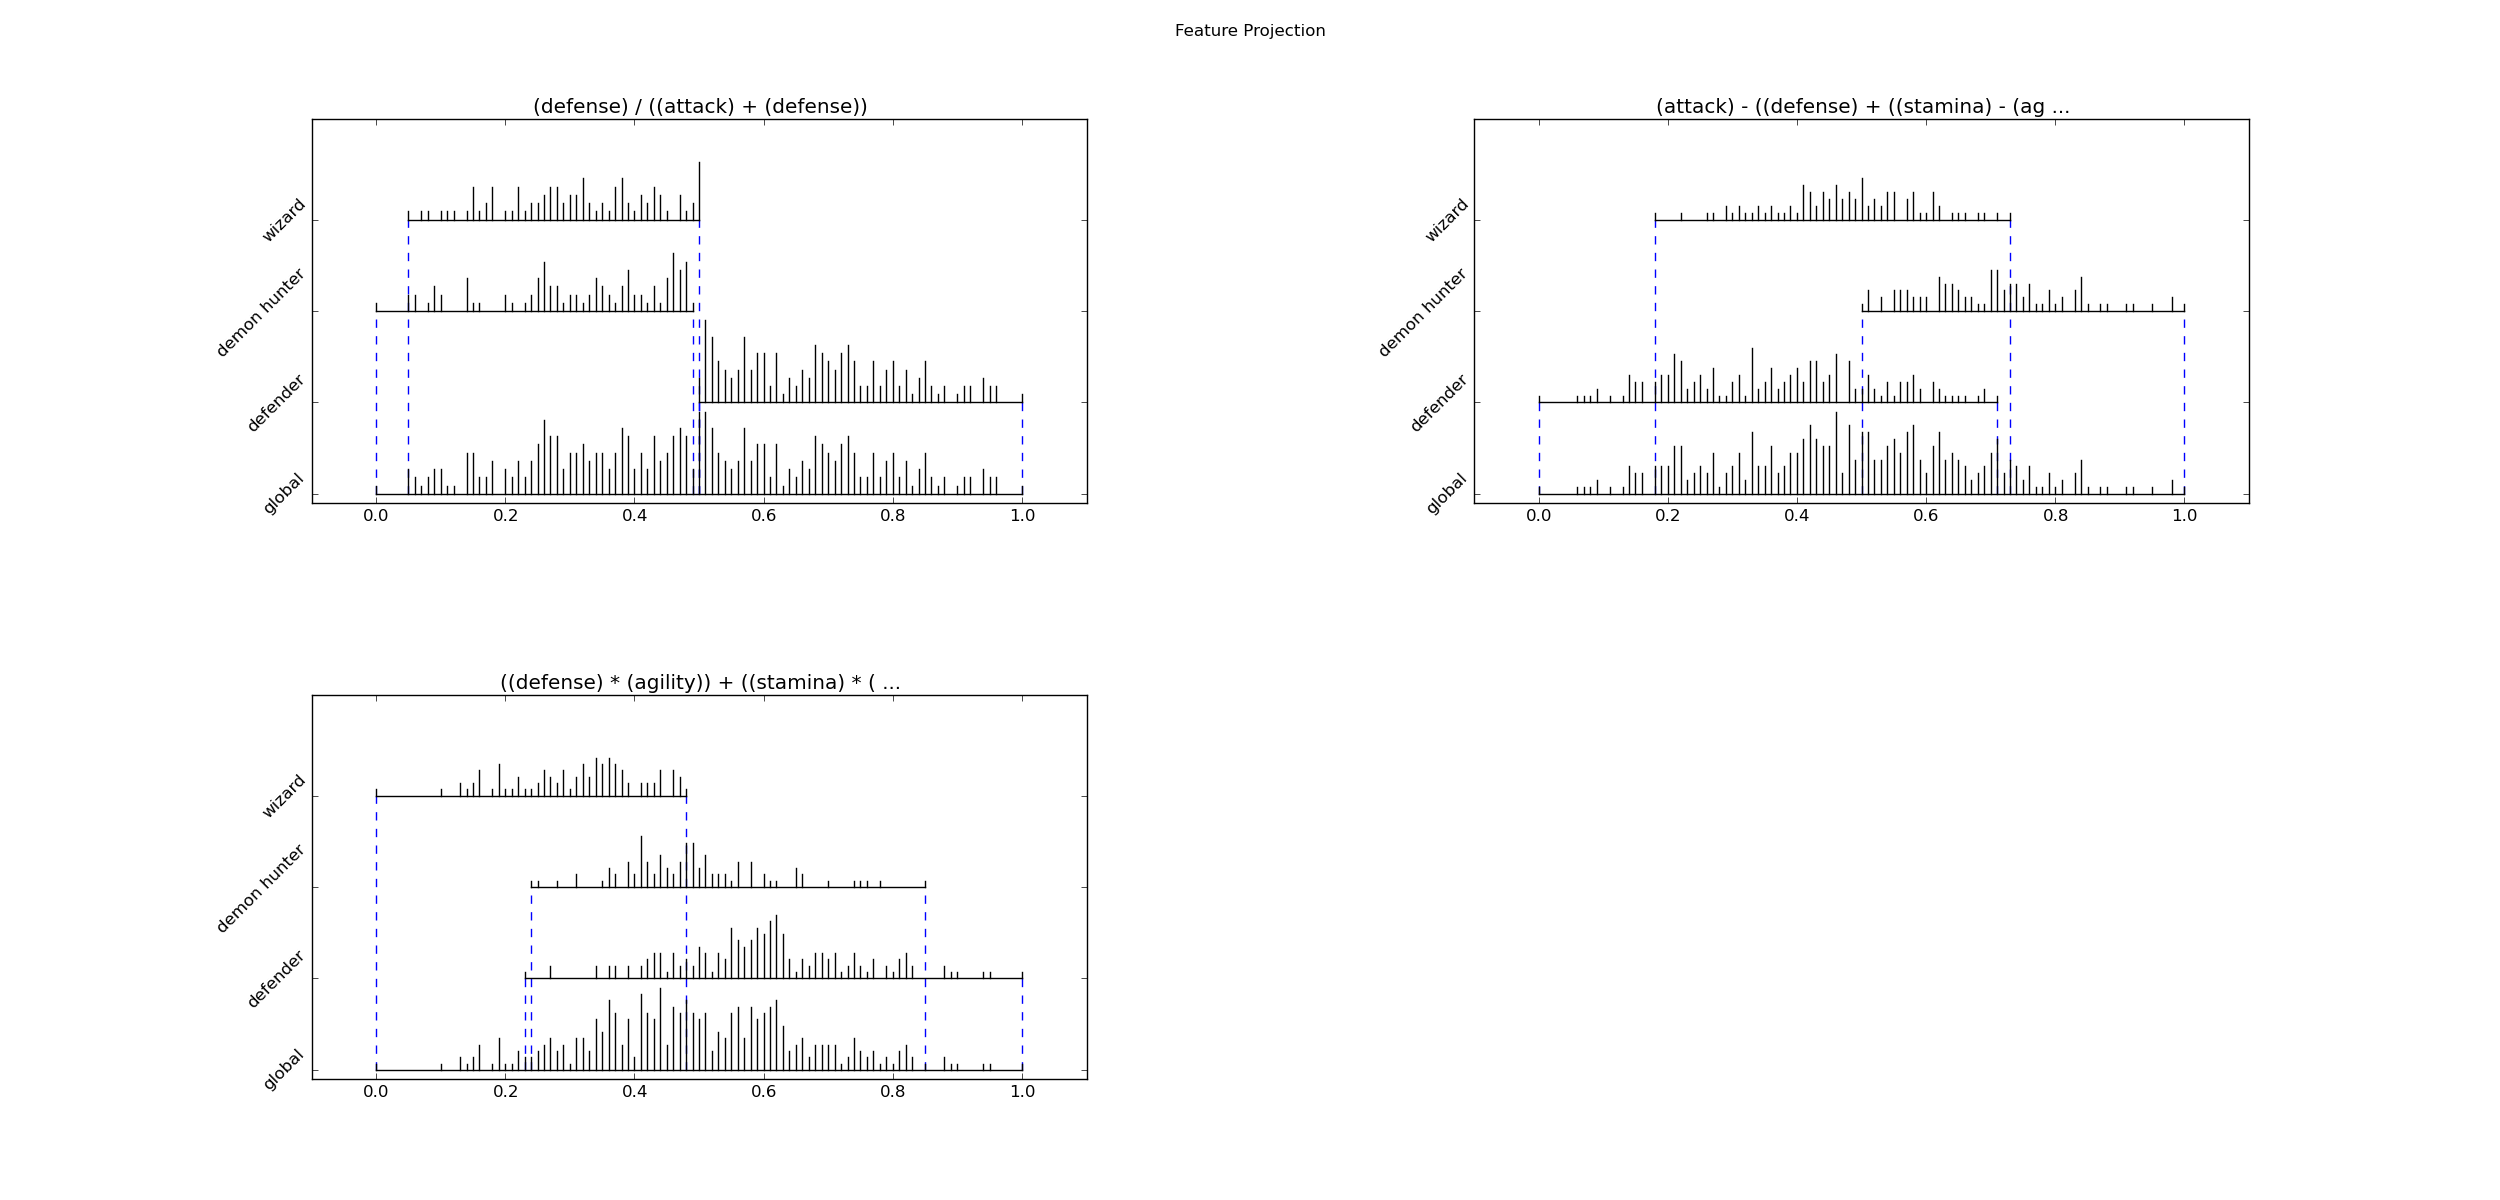 Feature Projection
(defense) / ((attack) + (defense))
wizard
demon hunter
defender
global
0.0 0.2 0.4 0.6 0.8 1.0
(attack) - ((defense) + ((stamina) - (ag ...
wizard
demon hunter
defender
global
0.0 0.2 0.4 0.6 0.8 1.0
((defense) * (agility)) + ((stamina) * ( ...
wizard
demon hunter
defender
global
0.0 0.2 0.4 0.6 0.8 1.0